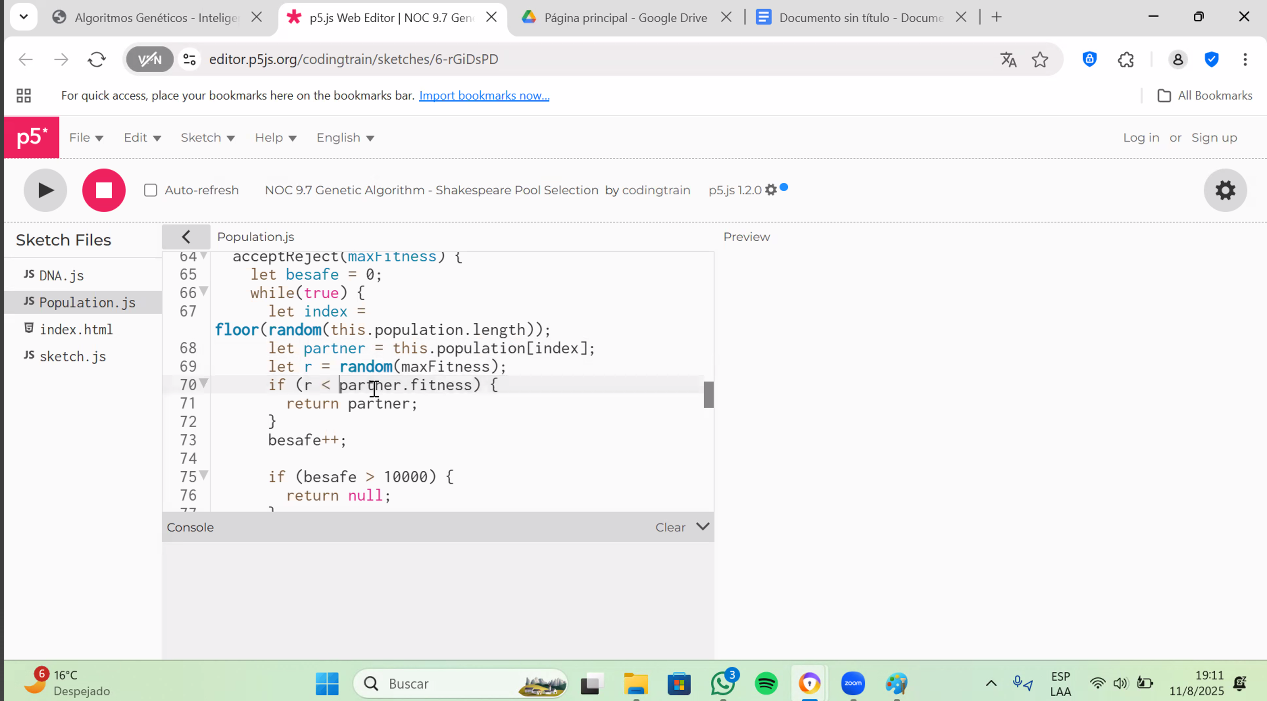 Algoritmos Genéticos - Intelige
p5.js Web Editor | NOC 9.7 Gen
Página principal - Google Drive
Documento sin título - Docume
VPN
editor.p5js.org/codingtrain/sketches/6-rGiDsPD
For quick access, place your bookmarks here on the bookmarks bar. Import bookmarks now...
All Bookmarks
p5*
File
Edit
Sketch
Help
English
Log in or Sign up
Auto-refresh
NOC 9.7 Genetic Algorithm - Shakespeare Pool Selection by codingtrain
p5.js 1.2.0
Sketch Files
JS DNA.js
JS Population.js
index.html
JS sketch.js
Population.js
64 acceptReject(maxFitness) {
65 let besafe = 0;
66 while(true) {
67 let index =
floor(random(this.population.length));
68 let partner = this.population[index];
69 let r = random(maxFitness);
70 if (r < partner.fitness) {
71 return partner;
72 }
73 besafe++;
74
75 if (besafe > 10000) {
76 return null;
77 }
Console
Clear
Preview
6
16°C
Despejado
Buscar
3
zoom
ESP
LAA
19:11
11/8/2025